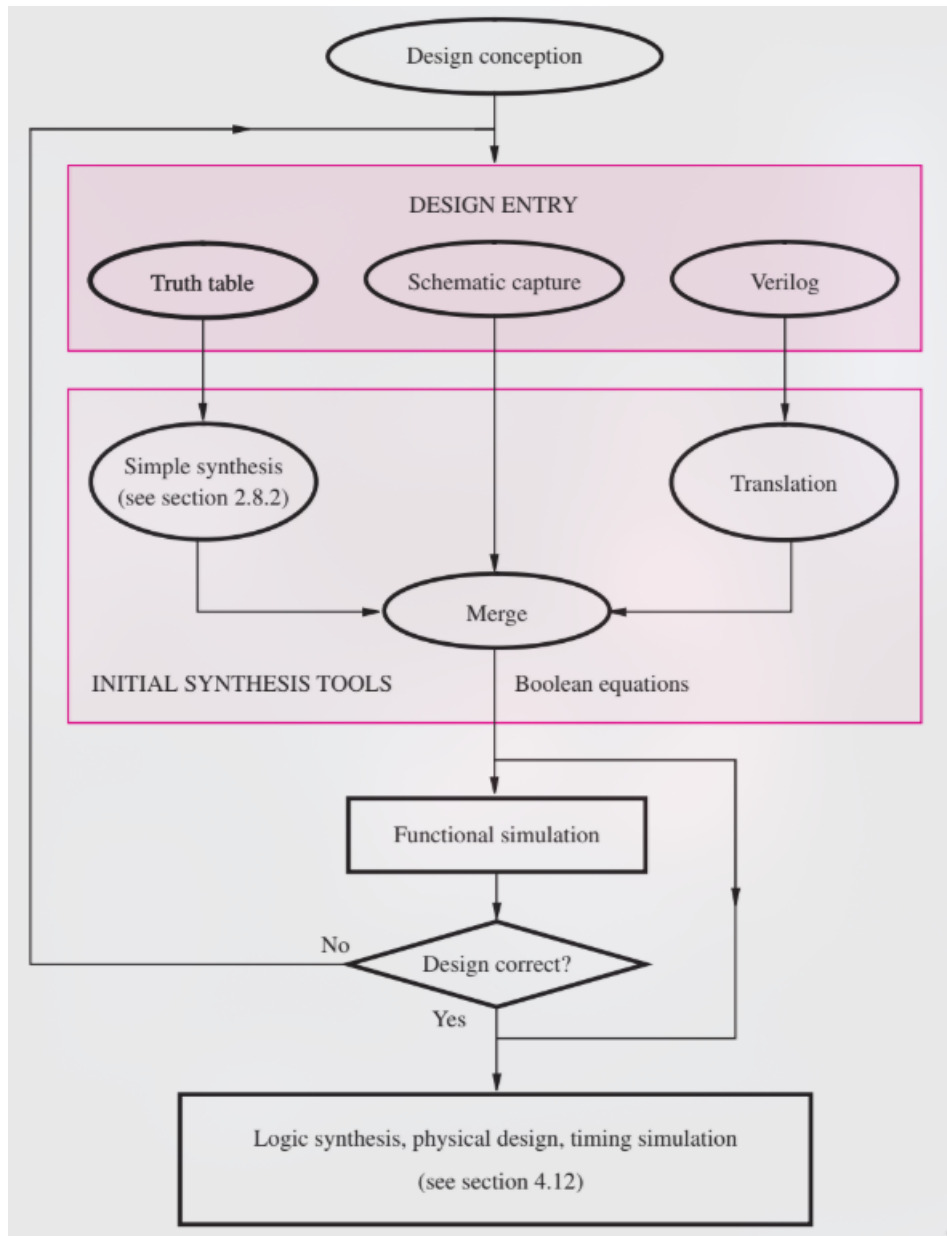 Design conception
DESIGN ENTRY
Truth table
Schematic capture
Verilog
Simple synthesis
(see section 2.8.2)
Translation
Merge
INITIAL SYNTHESIS TOOLS
Boolean equations
Functional simulation
No
Design correct?
Yes
Logic synthesis, physical design, timing simulation
(see section 4.12)